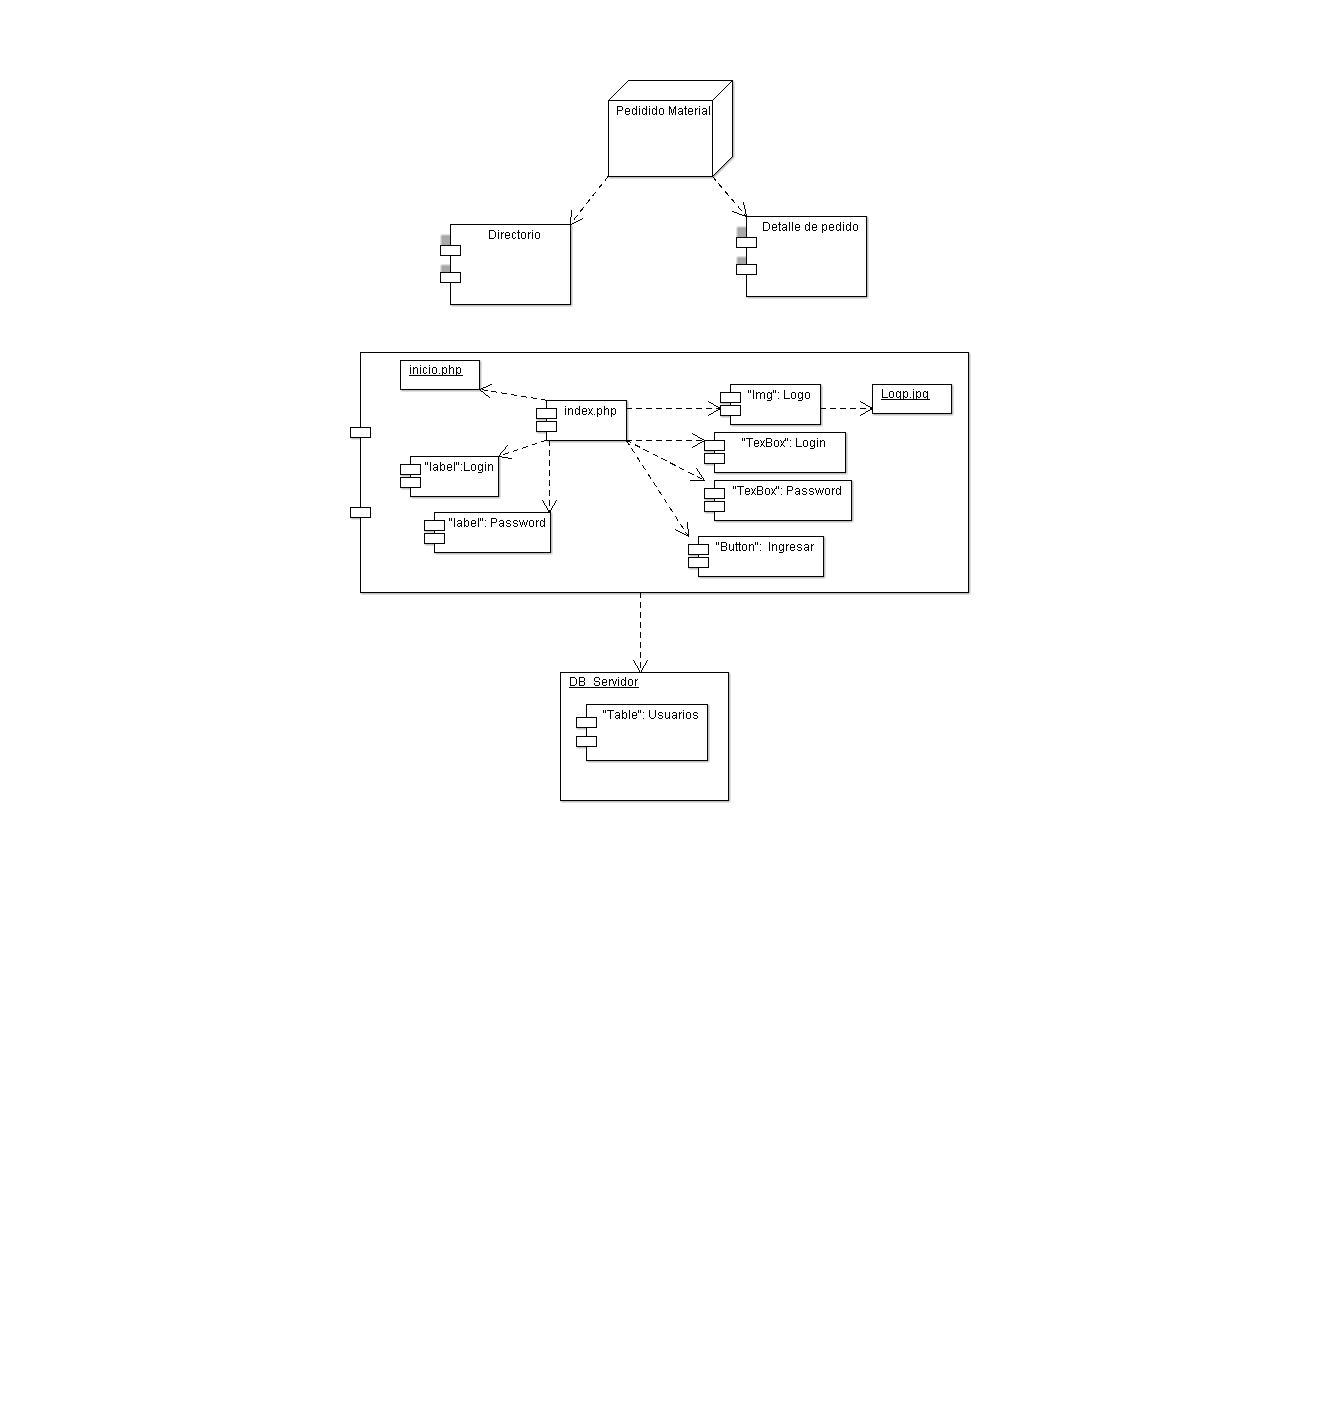 Pedidido Material
Directorio
Detalle de pedido
inicio.php
index.php
"Img": Logo
Logp.jpg
"TexBox": Login
"label":Login
"TexBox": Password
"label": Password
"Button": Ingresar
DB_Servidor
"Table": Usuarios